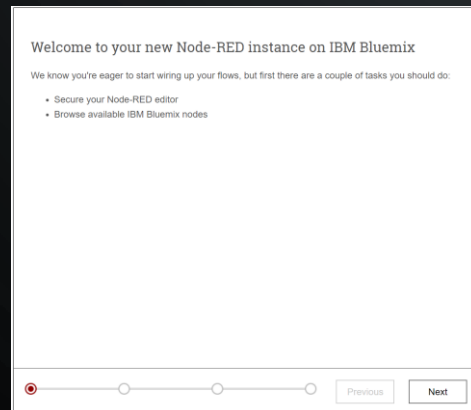 Welcome to your new Node-RED instance on IBM Bluemix
We know you're eager to start wiring up your flows, but first there are a couple of tasks you should do:
• Secure your Node-RED editor
• Browse available IBM Bluemix nodes
Previous Next